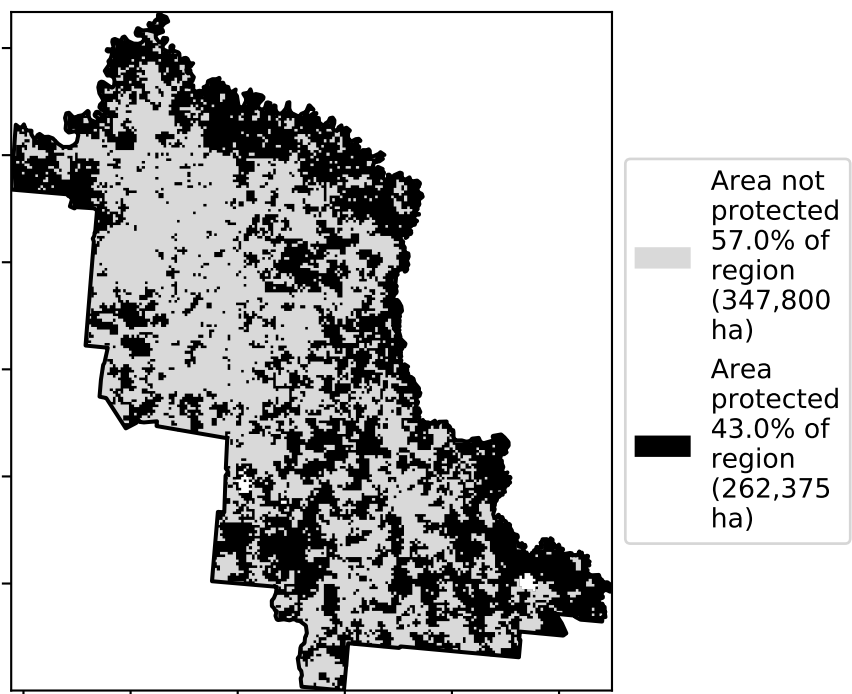 Area not
protected
57.0% of
region
(347,800
ha)
Area
protected
43.0% of
region
(262,375
ha)